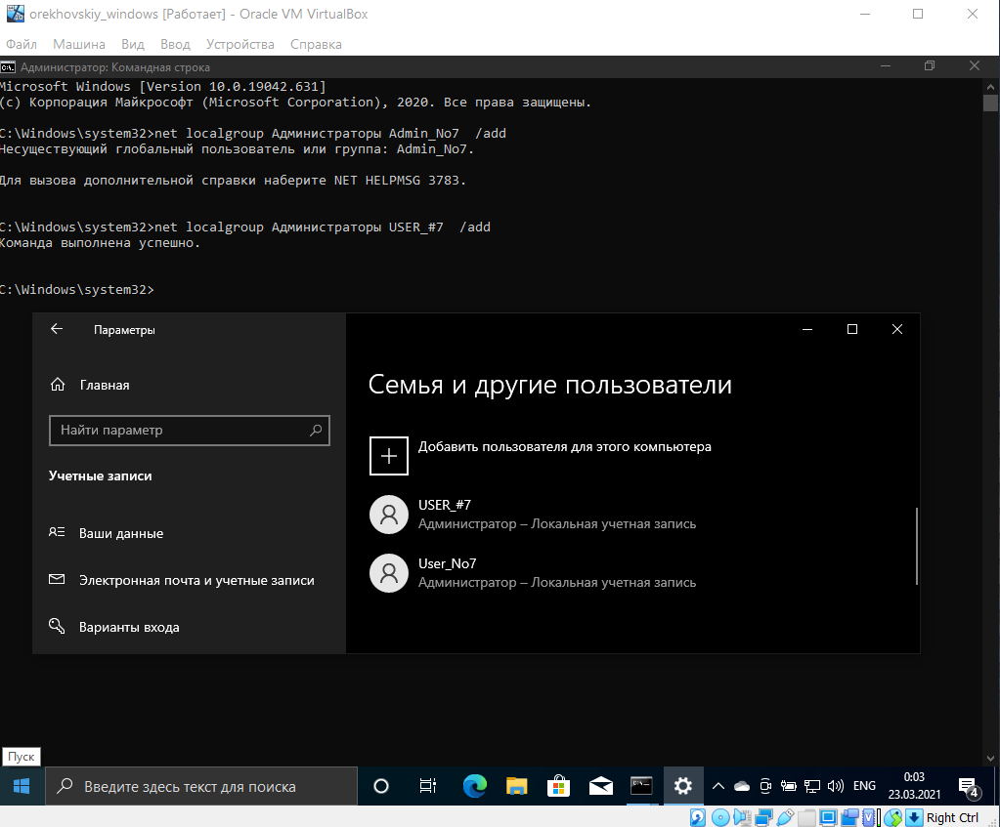 orekhovskiy_windows [Работает] - Oracle VM VirtualBox
Файл Машина Вид Ввод Устройства Справка
Администратор: Командная строка
Microsoft Windows [Version 10.0.19042.631]
(c) Корпорация Майкрософт (Microsoft Corporation), 2020. Все права защищены.
C:\Windows\system32>net localgroup Администраторы Admin_No7  /add
Несуществующий глобальный пользователь или группа: Admin_No7.
Для вызова дополнительной справки наберите NET HELPMSG 3783.
C:\Windows\system32>net localgroup Администраторы USER_#7  /add
Команда выполнена успешно.
C:\Windows\system32>
Параметры
Главная
Найти параметр
Учетные записи
Ваши данные
Электронная почта и учетные записи
Варианты входа
Семья и другие пользователи
Добавить пользователя для этого компьютера
USER_#7
Администратор – Локальная учетная запись
User_No7
Администратор – Локальная учетная запись
Пуск
Введите здесь текст для поиска
ENG
0:03
23.03.2021
4
Right Ctrl